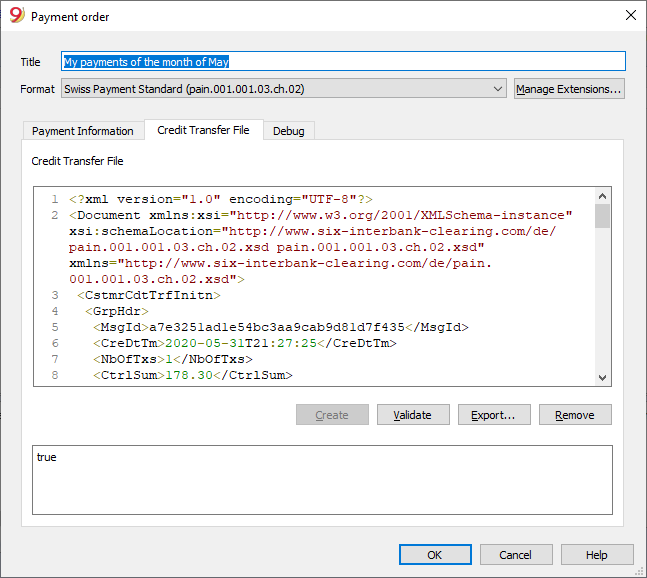 Payment order
Title My payments of the month of May
Format Swiss Payment Standard (pain.001.001.03.ch.02) Manage Extensions...
Payment Information Credit Transfer File Debug
Credit Transfer File
1 <?xml version="1.0" encoding="UTF-8"?>
2 <Document xmlns:xsi="http://www.w3.org/2001/XMLSchema-instance"
xsi:schemaLocation="http://www.six-interbank-clearing.com/de/
pain.001.001.03.ch.02.xsd pain.001.001.03.ch.02.xsd"
xmlns="http://www.six-interbank-clearing.com/de/pain.
001.001.03.ch.02.xsd">
3 <CstmrCdtTrfInitn>
4 <GrpHdr>
5 <MsgId>a7e3251ad1e54bc3aa9cab9d81d7f435</MsgId>
6 <CreDtTm>2020-05-31T21:27:25</CreDtTm>
7 <NbOfTxs>1</NbOfTxs>
8 <CtrlSum>178.30</CtrlSum>
Create Validate Export... Remove
true
OK Cancel Help